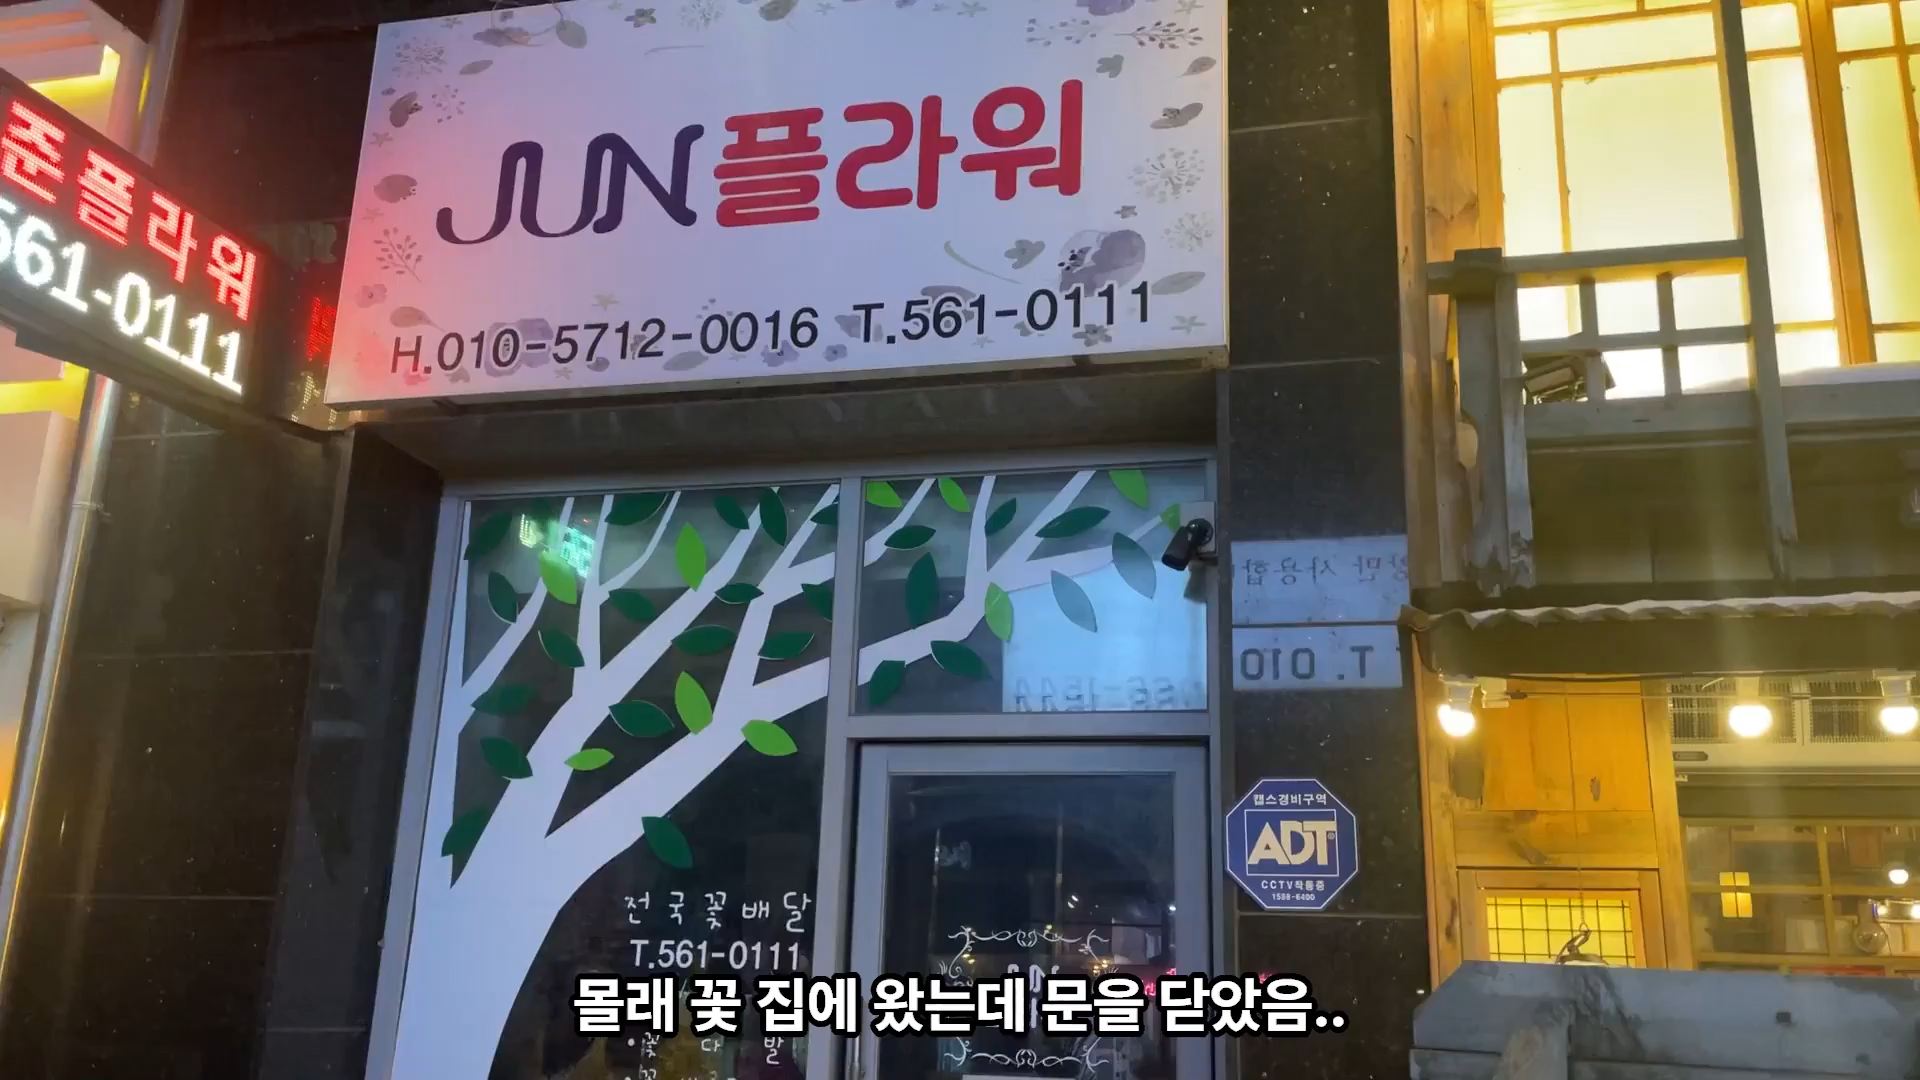 JUN플라워
H.010-5712-0016 T.561-0111
준플라워
561-0111
전국꽃배달
T.561-0111
캡스경비구역
ADT
CCTV작동중
1588-6400
T. 010
몰래 꽃 집에 왔는데 문을 닫았음..